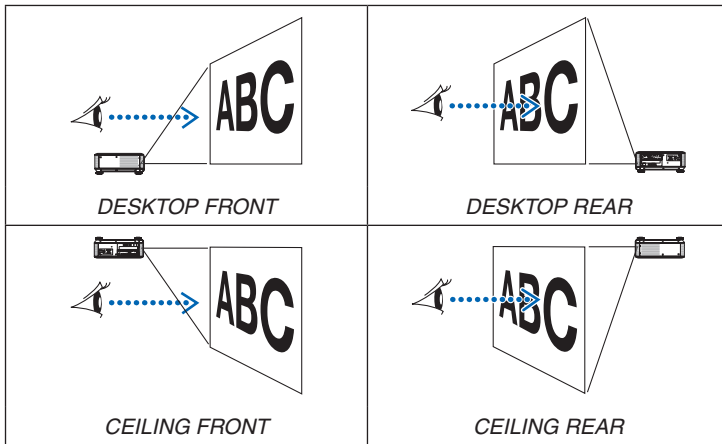 ABC
ABC
DESKTOP FRONT
DESKTOP REAR
ABC
ABC
CEILING FRONT
CEILING REAR